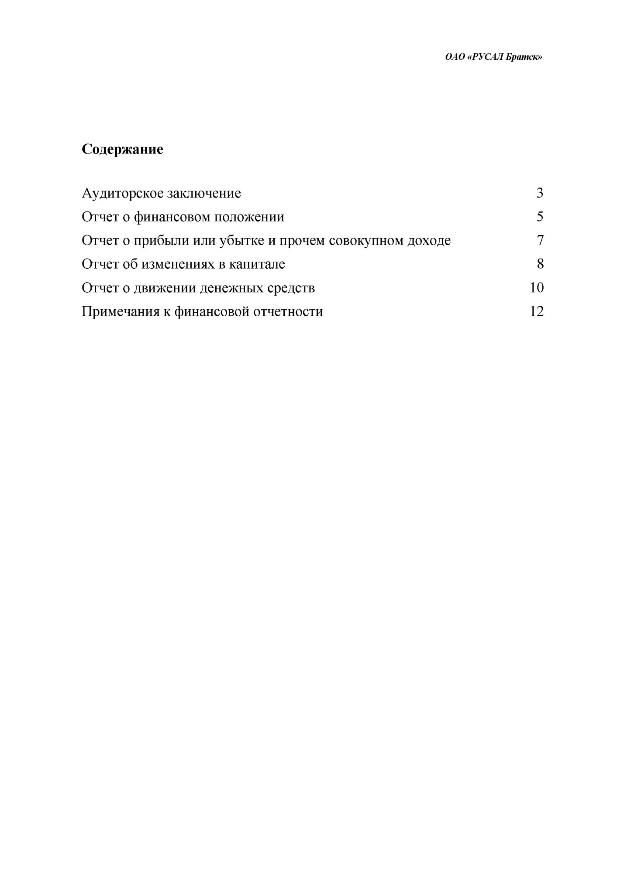 ОАО «РУСАЛ Братск»
Содержание
Аудиторское заключение 3
Отчет о финансовом положении 5
Отчет о прибыли или убытке и прочем совокупном доходе 7
Отчет об изменениях в капитале 8
Отчет о движении денежных средств 10
Примечания к финансовой отчетности 12